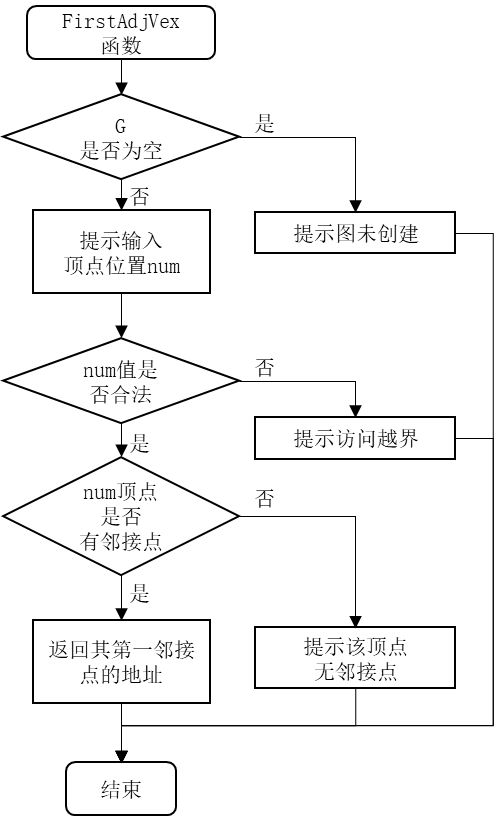 FirstAdjVex
函数
G
是否为空
是
否
提示输入
顶点位置num
提示图未创建
num值是
否合法
否
是
提示访问越界
num顶点
是否
有邻接点
否
是
返回其第一邻接
点的地址
提示该顶点
无邻接点
结束